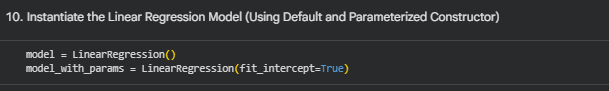 10. Instantiate the Linear Regression Model (Using Default and Parameterized Constructor)
model = LinearRegression()
model_with_params = LinearRegression(fit_intercept=True)